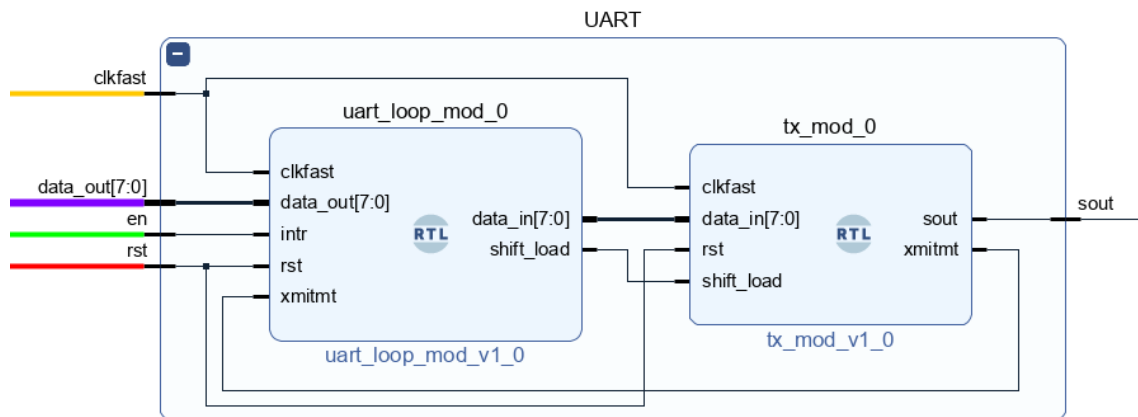 UART
clkfast
data_out[7:0]
en
rst
uart_loop_mod_0
clkfast
data_out[7:0]
intr
rst
xmitmt
RTL
data_in[7:0]
shift_load
uart_loop_mod_v1_0
tx_mod_0
clkfast
data_in[7:0]
rst
shift_load
RTL
sout
xmitmt
tx_mod_v1_0
sout